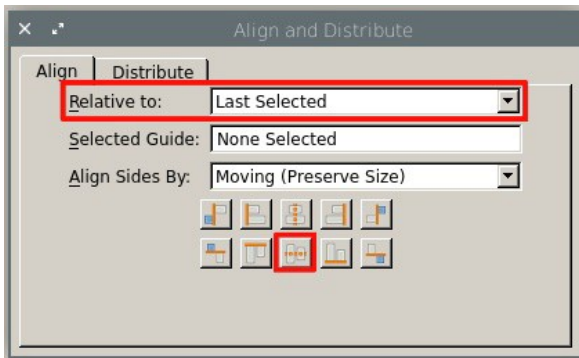 Align and Distribute
Align Distribute
Relative to: Last Selected
Selected Guide: None Selected
Align Sides By: Moving (Preserve Size)